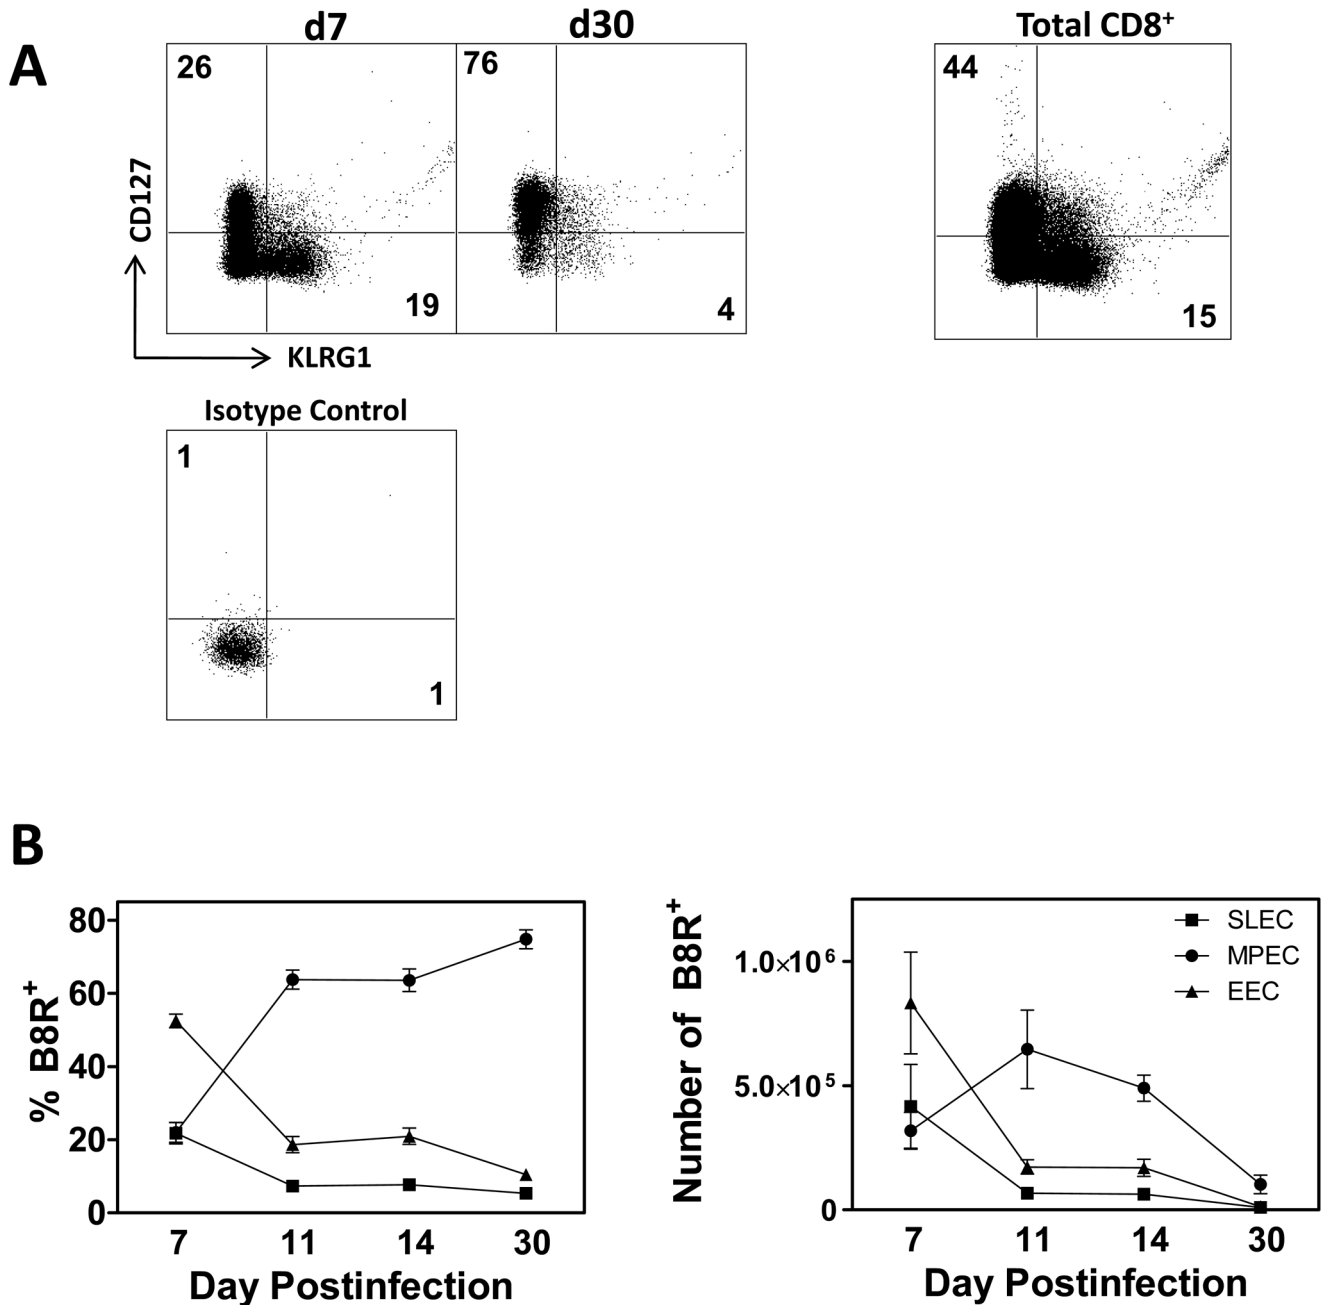 A
d7
d30
Total CD8⁺
26
76
44
CD127
19
4
15
KLRG1
Isotype Control
1
1
B
80
60
40
20
0
% B8R⁺
7 11 14 30
Day Postinfection
Number of B8R⁺
1.0×10⁶
5.0×10⁵
0
SLEC
MPEC
EEC
7 11 14 30
Day Postinfection